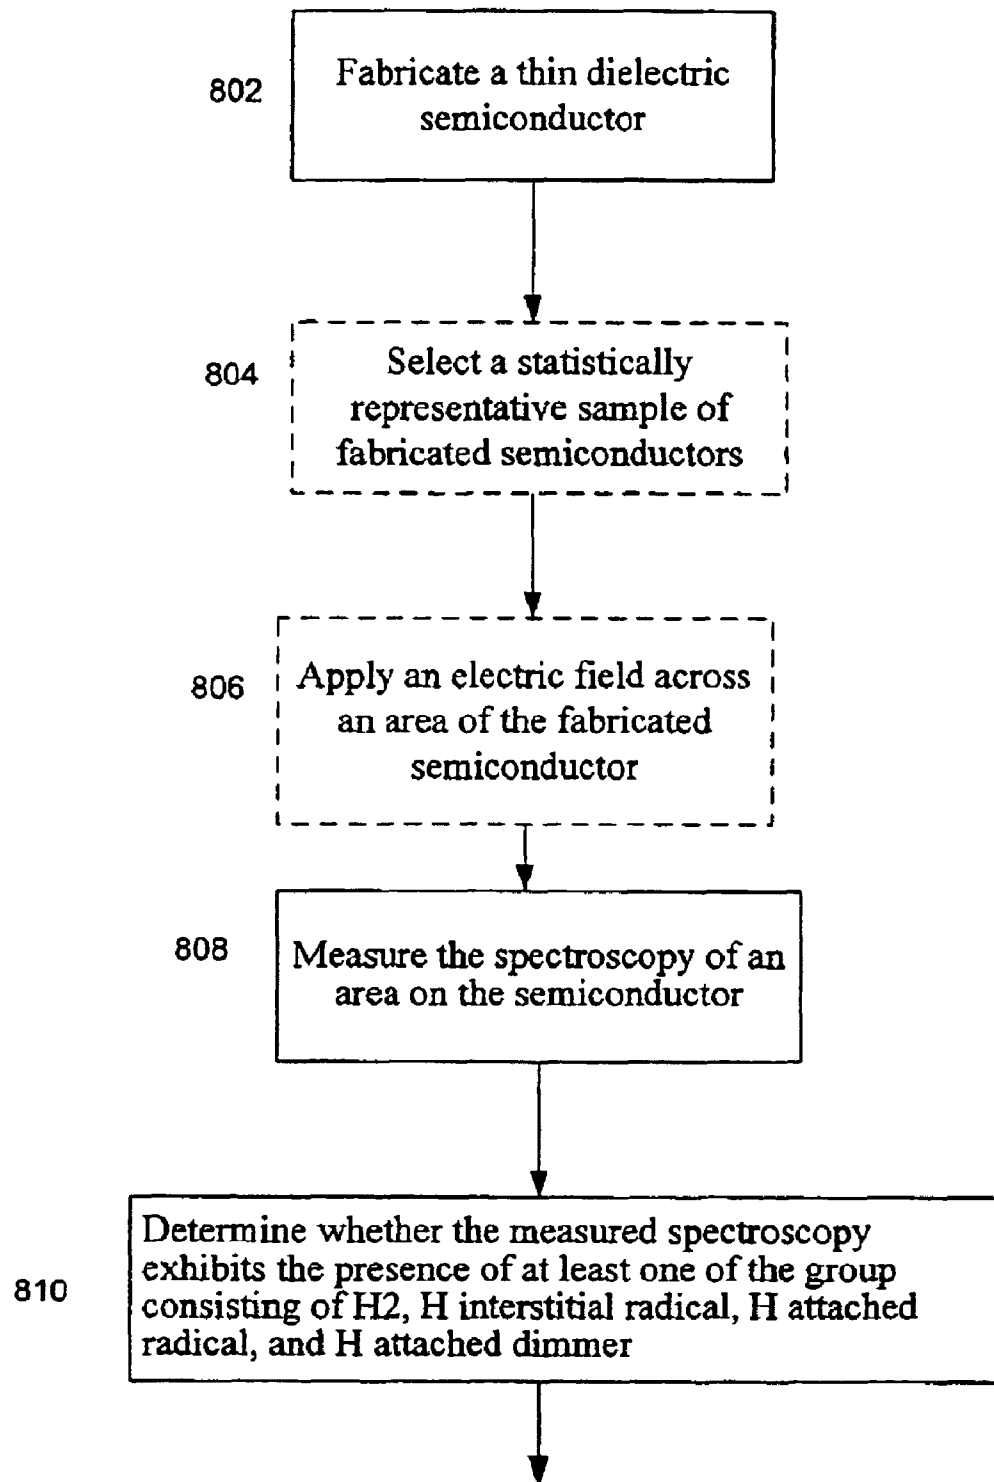 802
Fabricate a thin dielectric
semiconductor
804
Select a statistically
representative sample of
fabricated semiconductors
806
Apply an electric field across
an area of the fabricated
semiconductor
808
Measure the spectroscopy of an
area on the semiconductor
810
Determine whether the measured spectroscopy
exhibits the presence of at least one of the group
consisting of H2, H interstitial radical, H attached
radical, and H attached dimmer